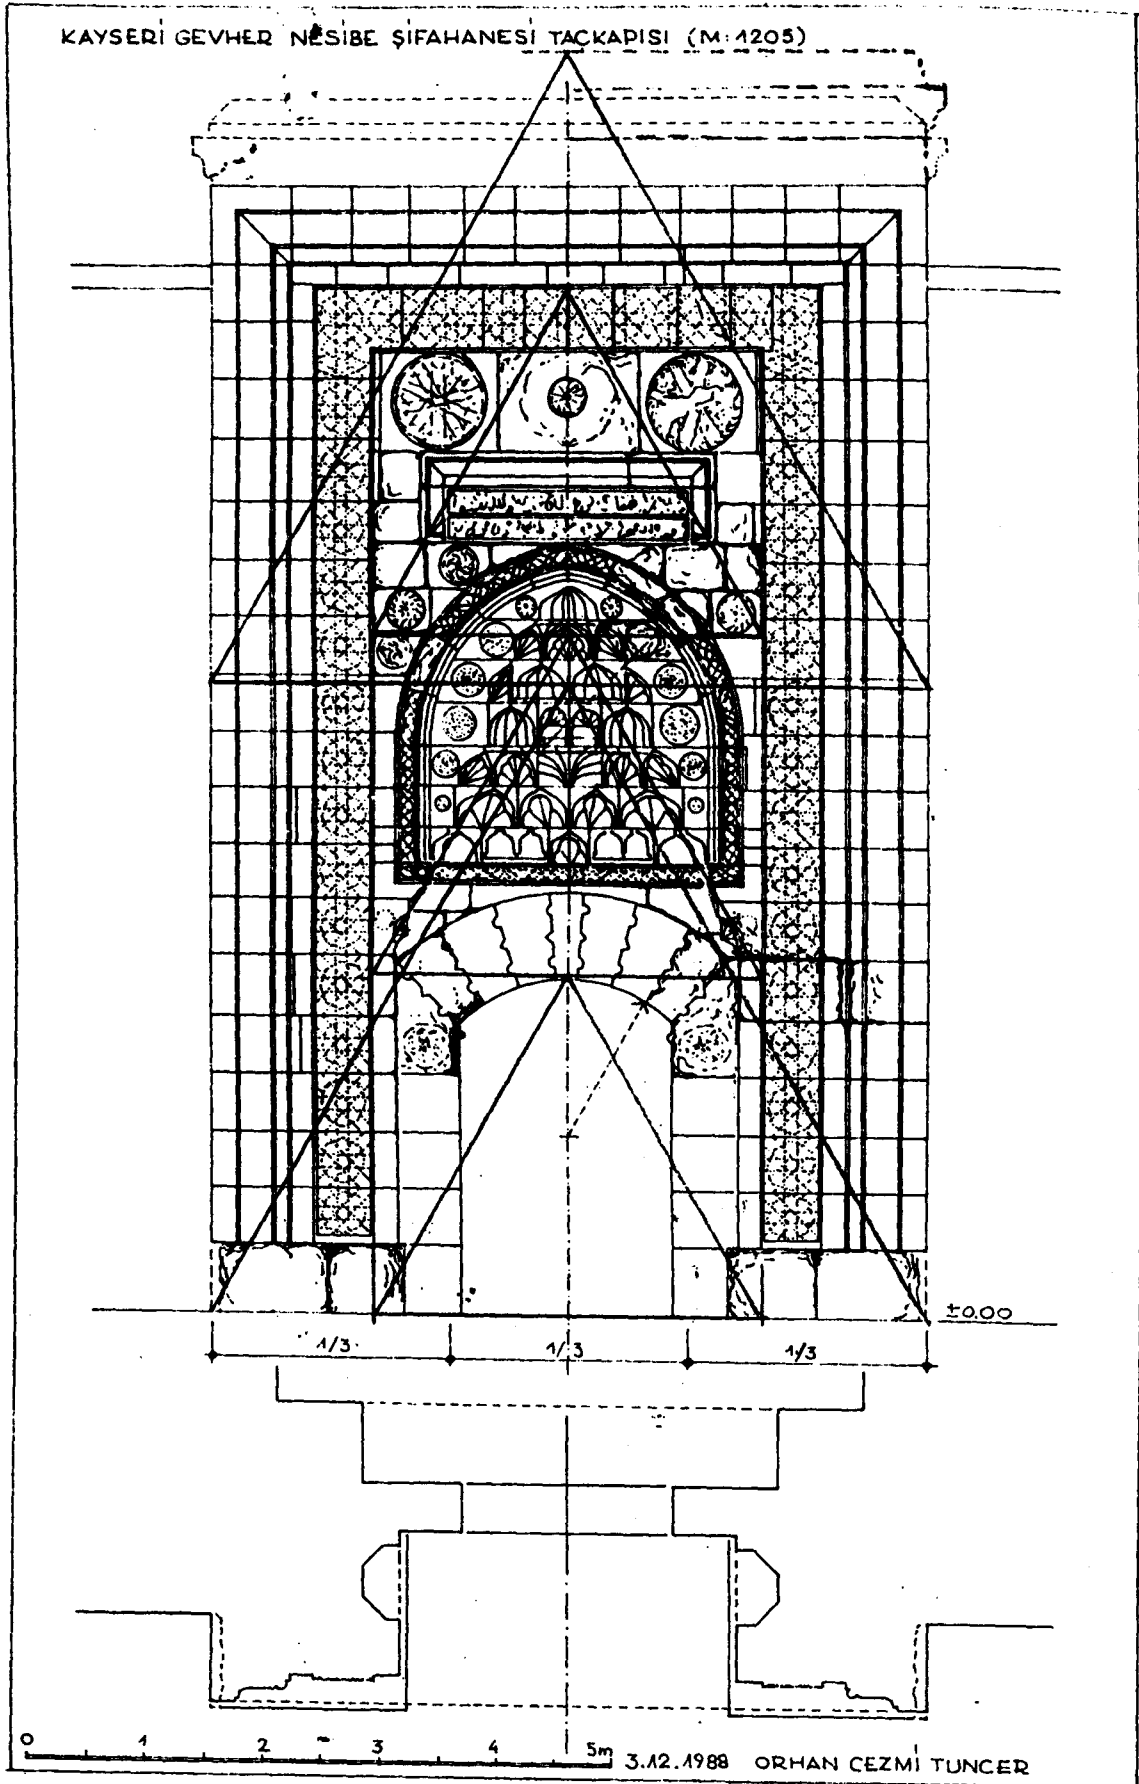 KAYSERİ GEVHER NESİBE ŞİFAHANESİ TAÇKAPISI (M:1205)
±0.00
1/3 1/3 1/3
0 1 2 3 4 5m
3.12.1988 ORHAN CEZMİ TUNCER